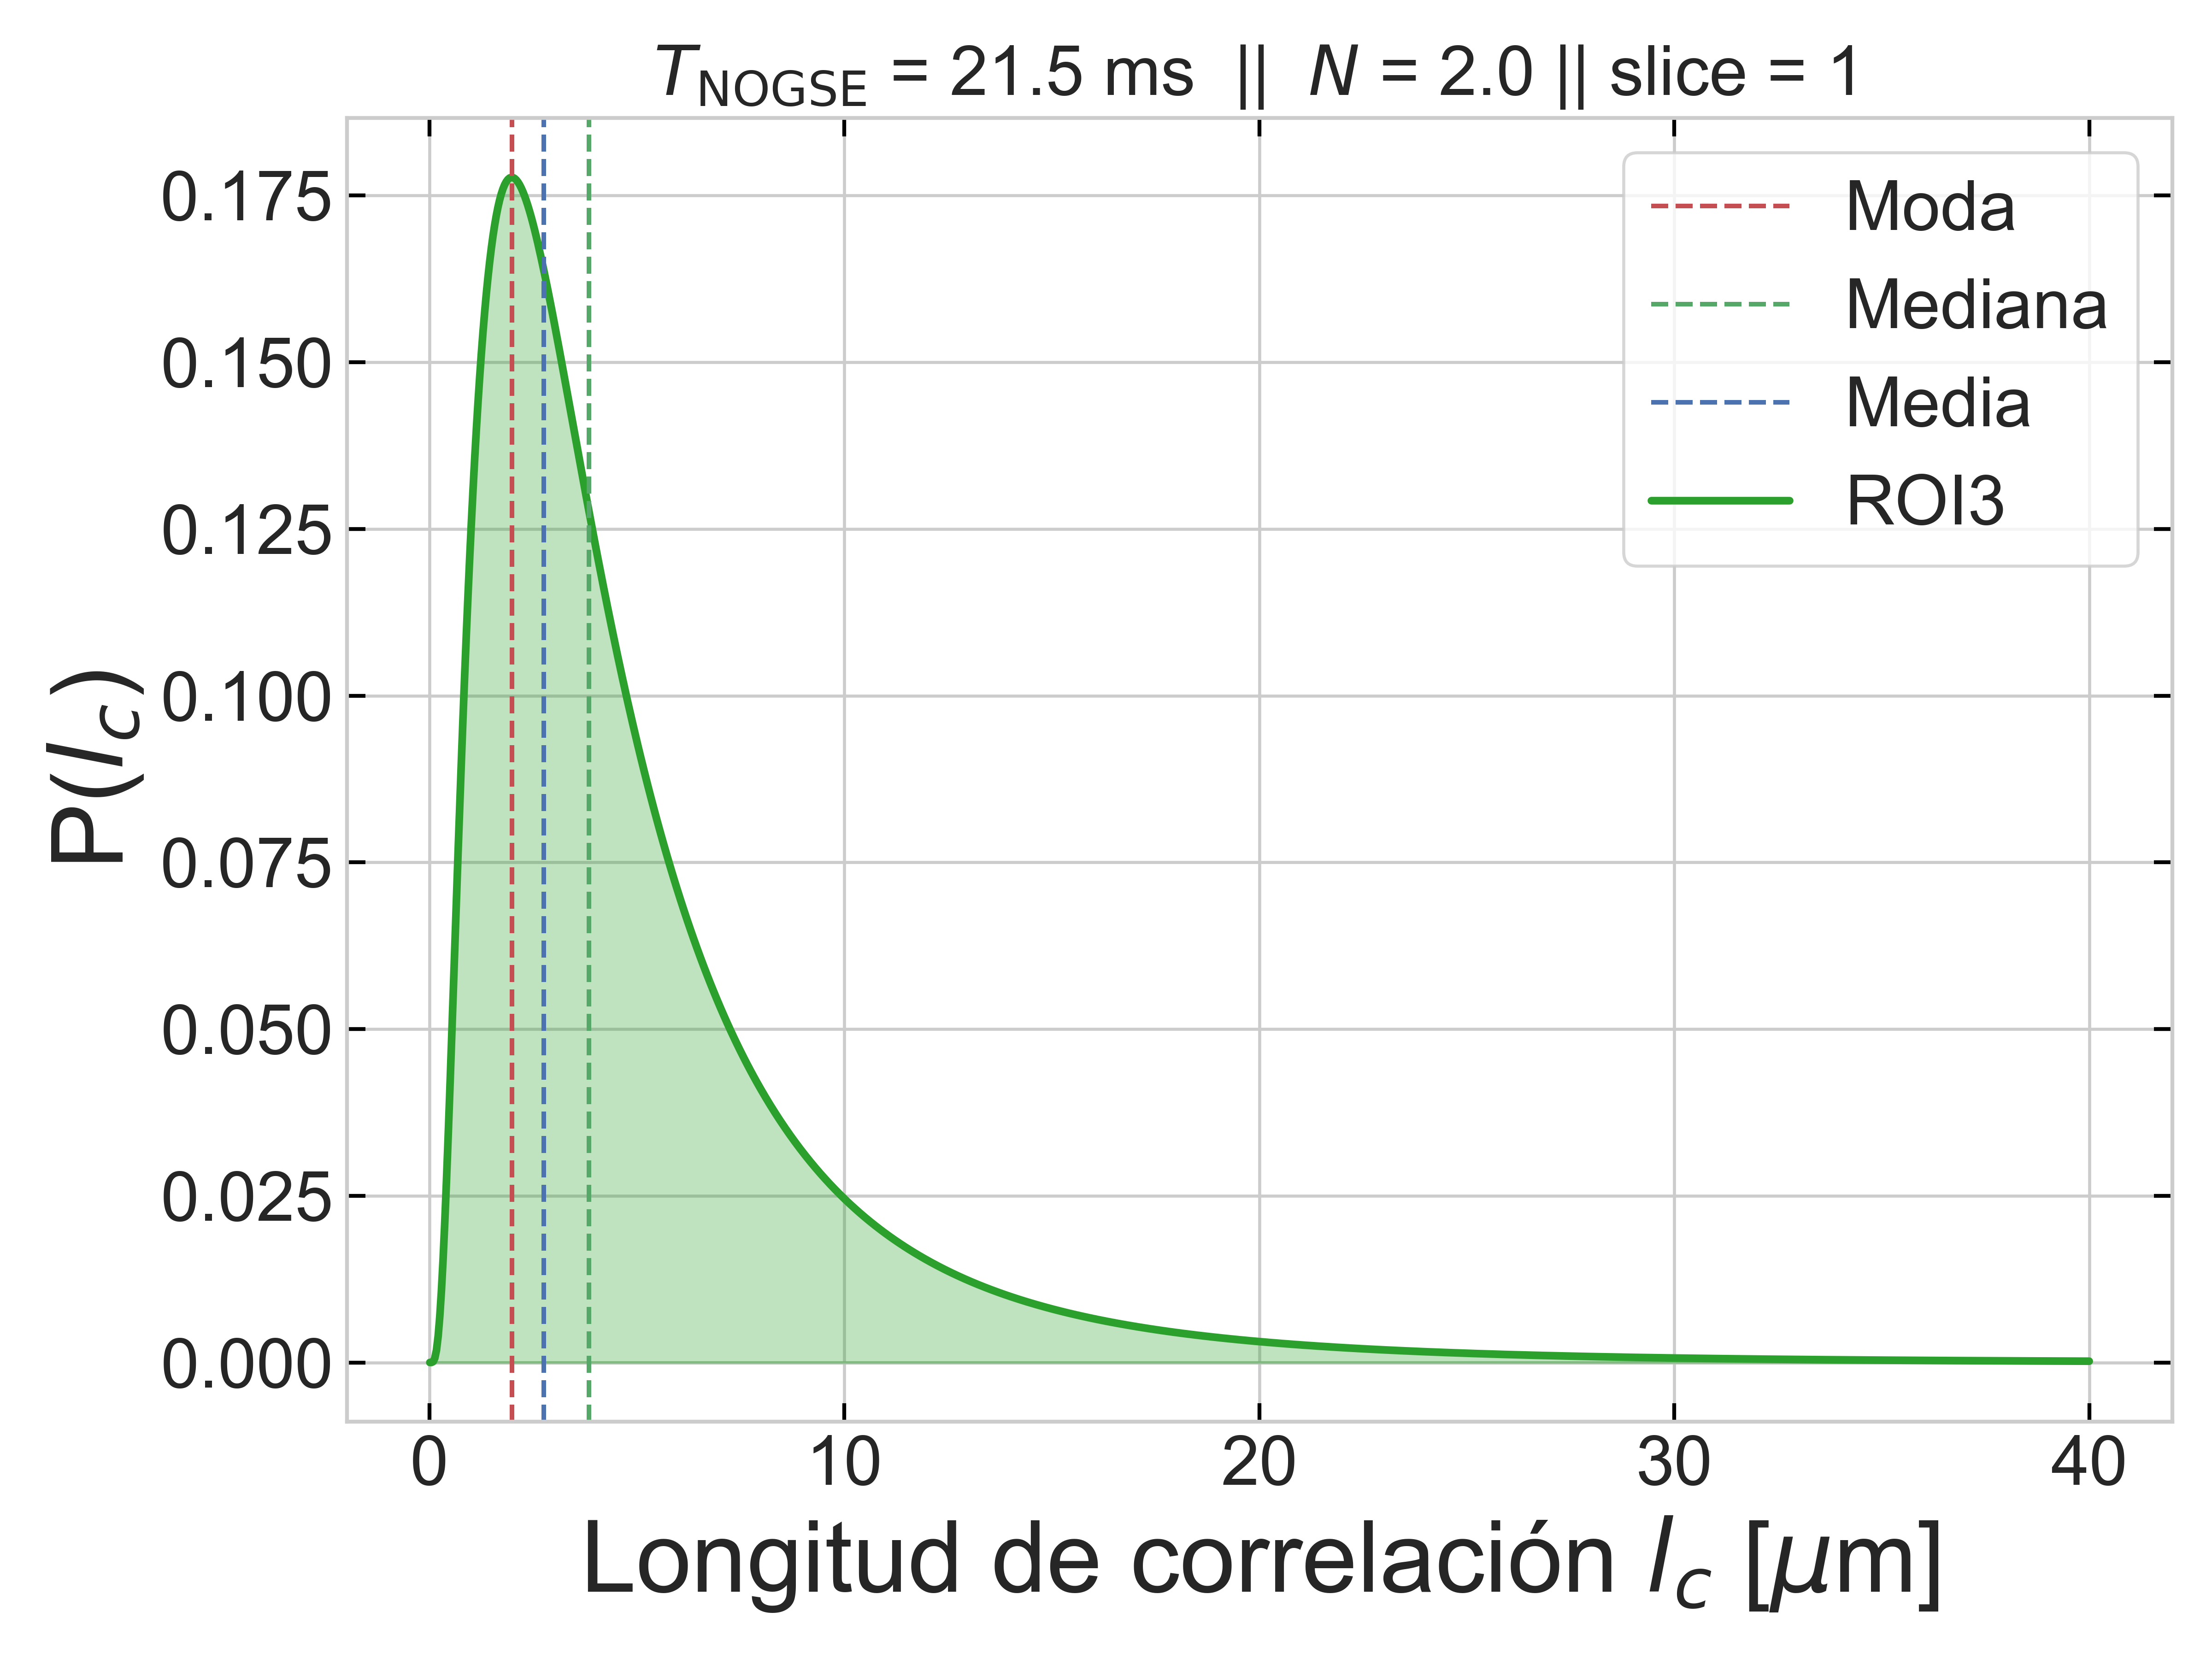 T_NOGSE = 21.5 ms || N = 2.0 || slice = 1
Moda
Mediana
Media
ROI3
P(l_c)
0.175
0.150
0.125
0.100
0.075
0.050
0.025
0.000
0 10 20 30 40
Longitud de correlación l_c [μm]